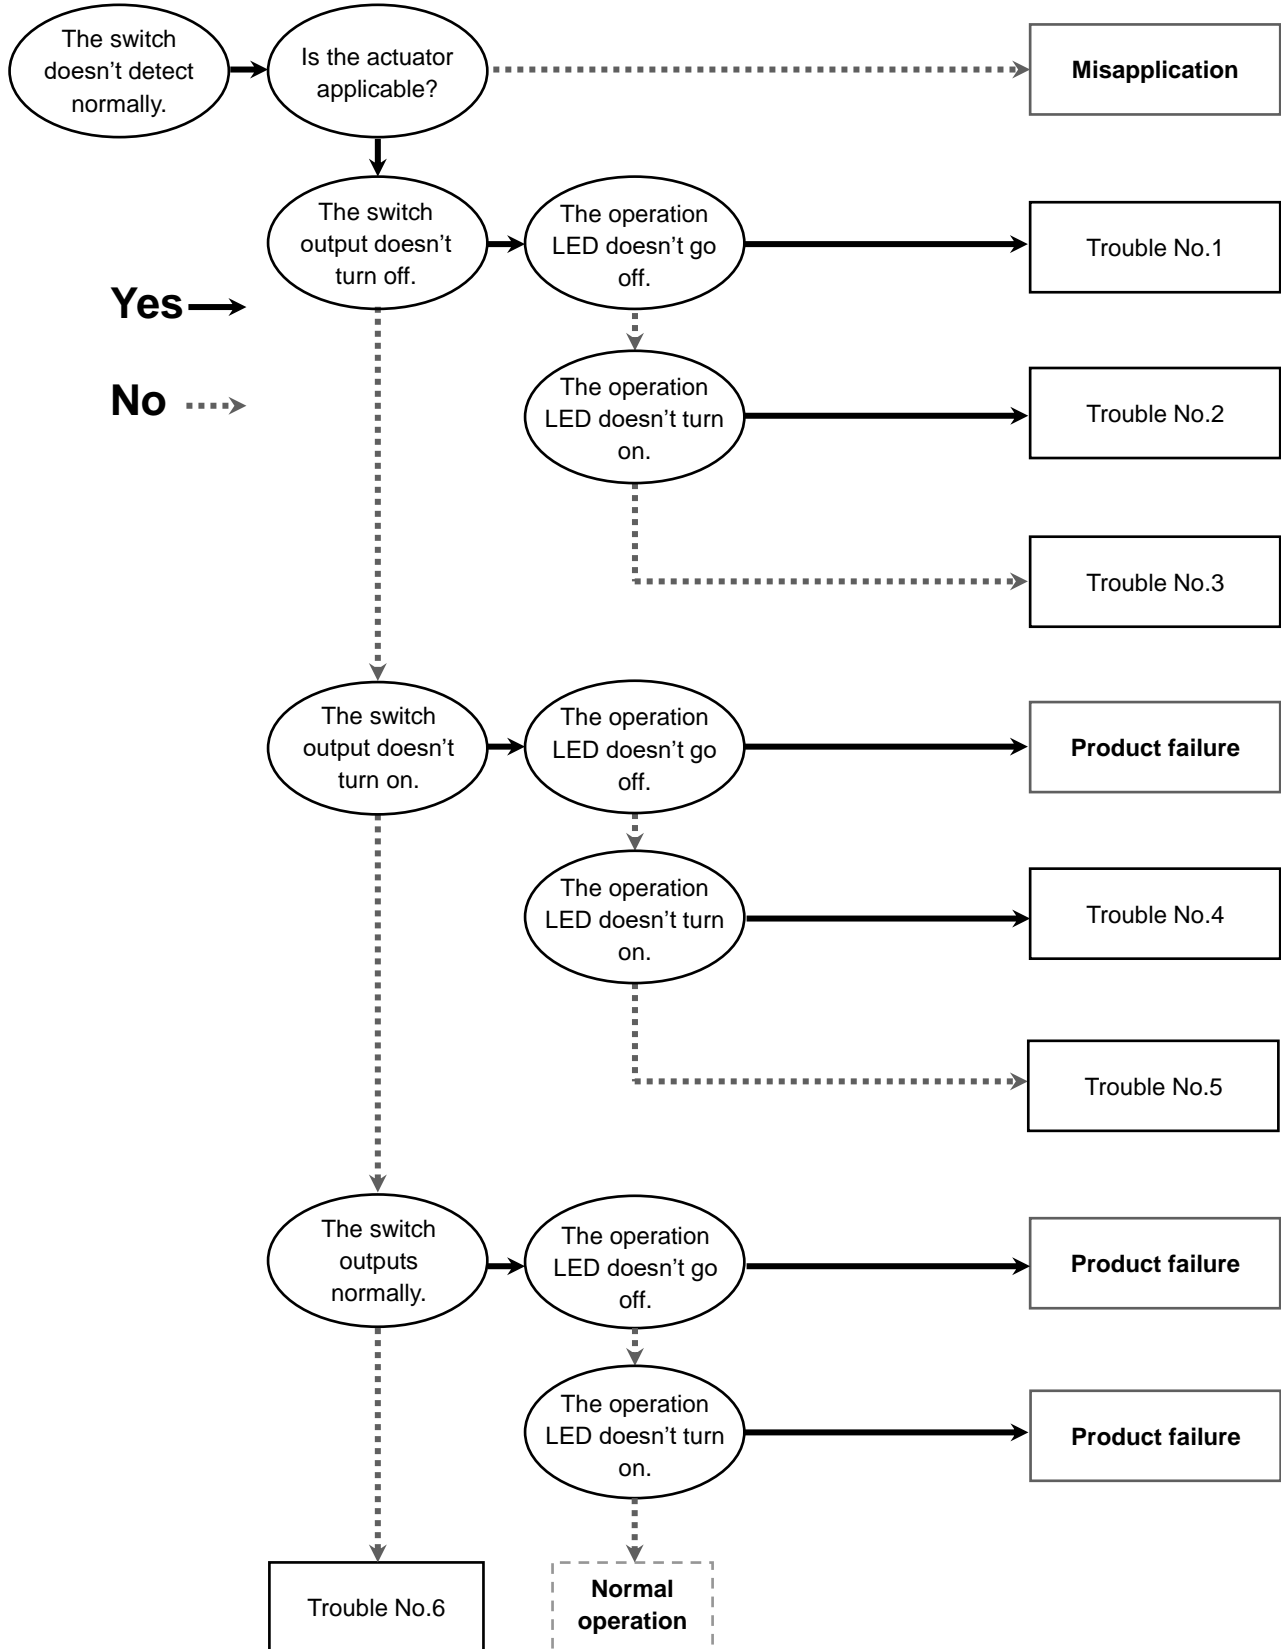 The switch
doesn't detect
normally.
Is the actuator
applicable?
Misapplication
The switch
output doesn't
turn off.
The operation
LED doesn't go
off.
Trouble No.1
Yes
No
The operation
LED doesn't turn
on.
Trouble No.2
Trouble No.3
The switch
output doesn't
turn on.
The operation
LED doesn't go
off.
Product failure
The operation
LED doesn't turn
on.
Trouble No.4
Trouble No.5
The switch
outputs
normally.
The operation
LED doesn't go
off.
Product failure
The operation
LED doesn't turn
on.
Product failure
Trouble No.6
Normal
operation